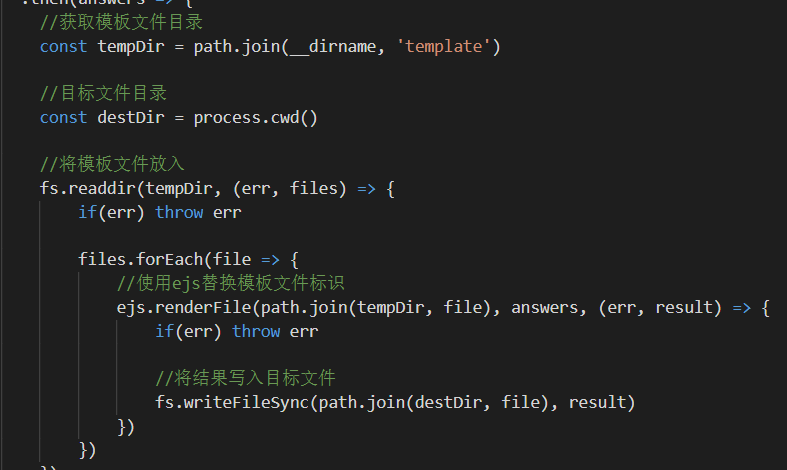 .then(answers => {
//获取模板文件目录
const tempDir = path.join(__dirname, 'template')
//目标文件目录
const destDir = process.cwd()
//将模板文件放入
fs.readdir(tempDir, (err, files) => {
if(err) throw err
files.forEach(file => {
//使用ejs替换模板文件标识
ejs.renderFile(path.join(tempDir, file), answers, (err, result) => {
if(err) throw err
//将结果写入目标文件
fs.writeFileSync(path.join(destDir, file), result)
})
})
})